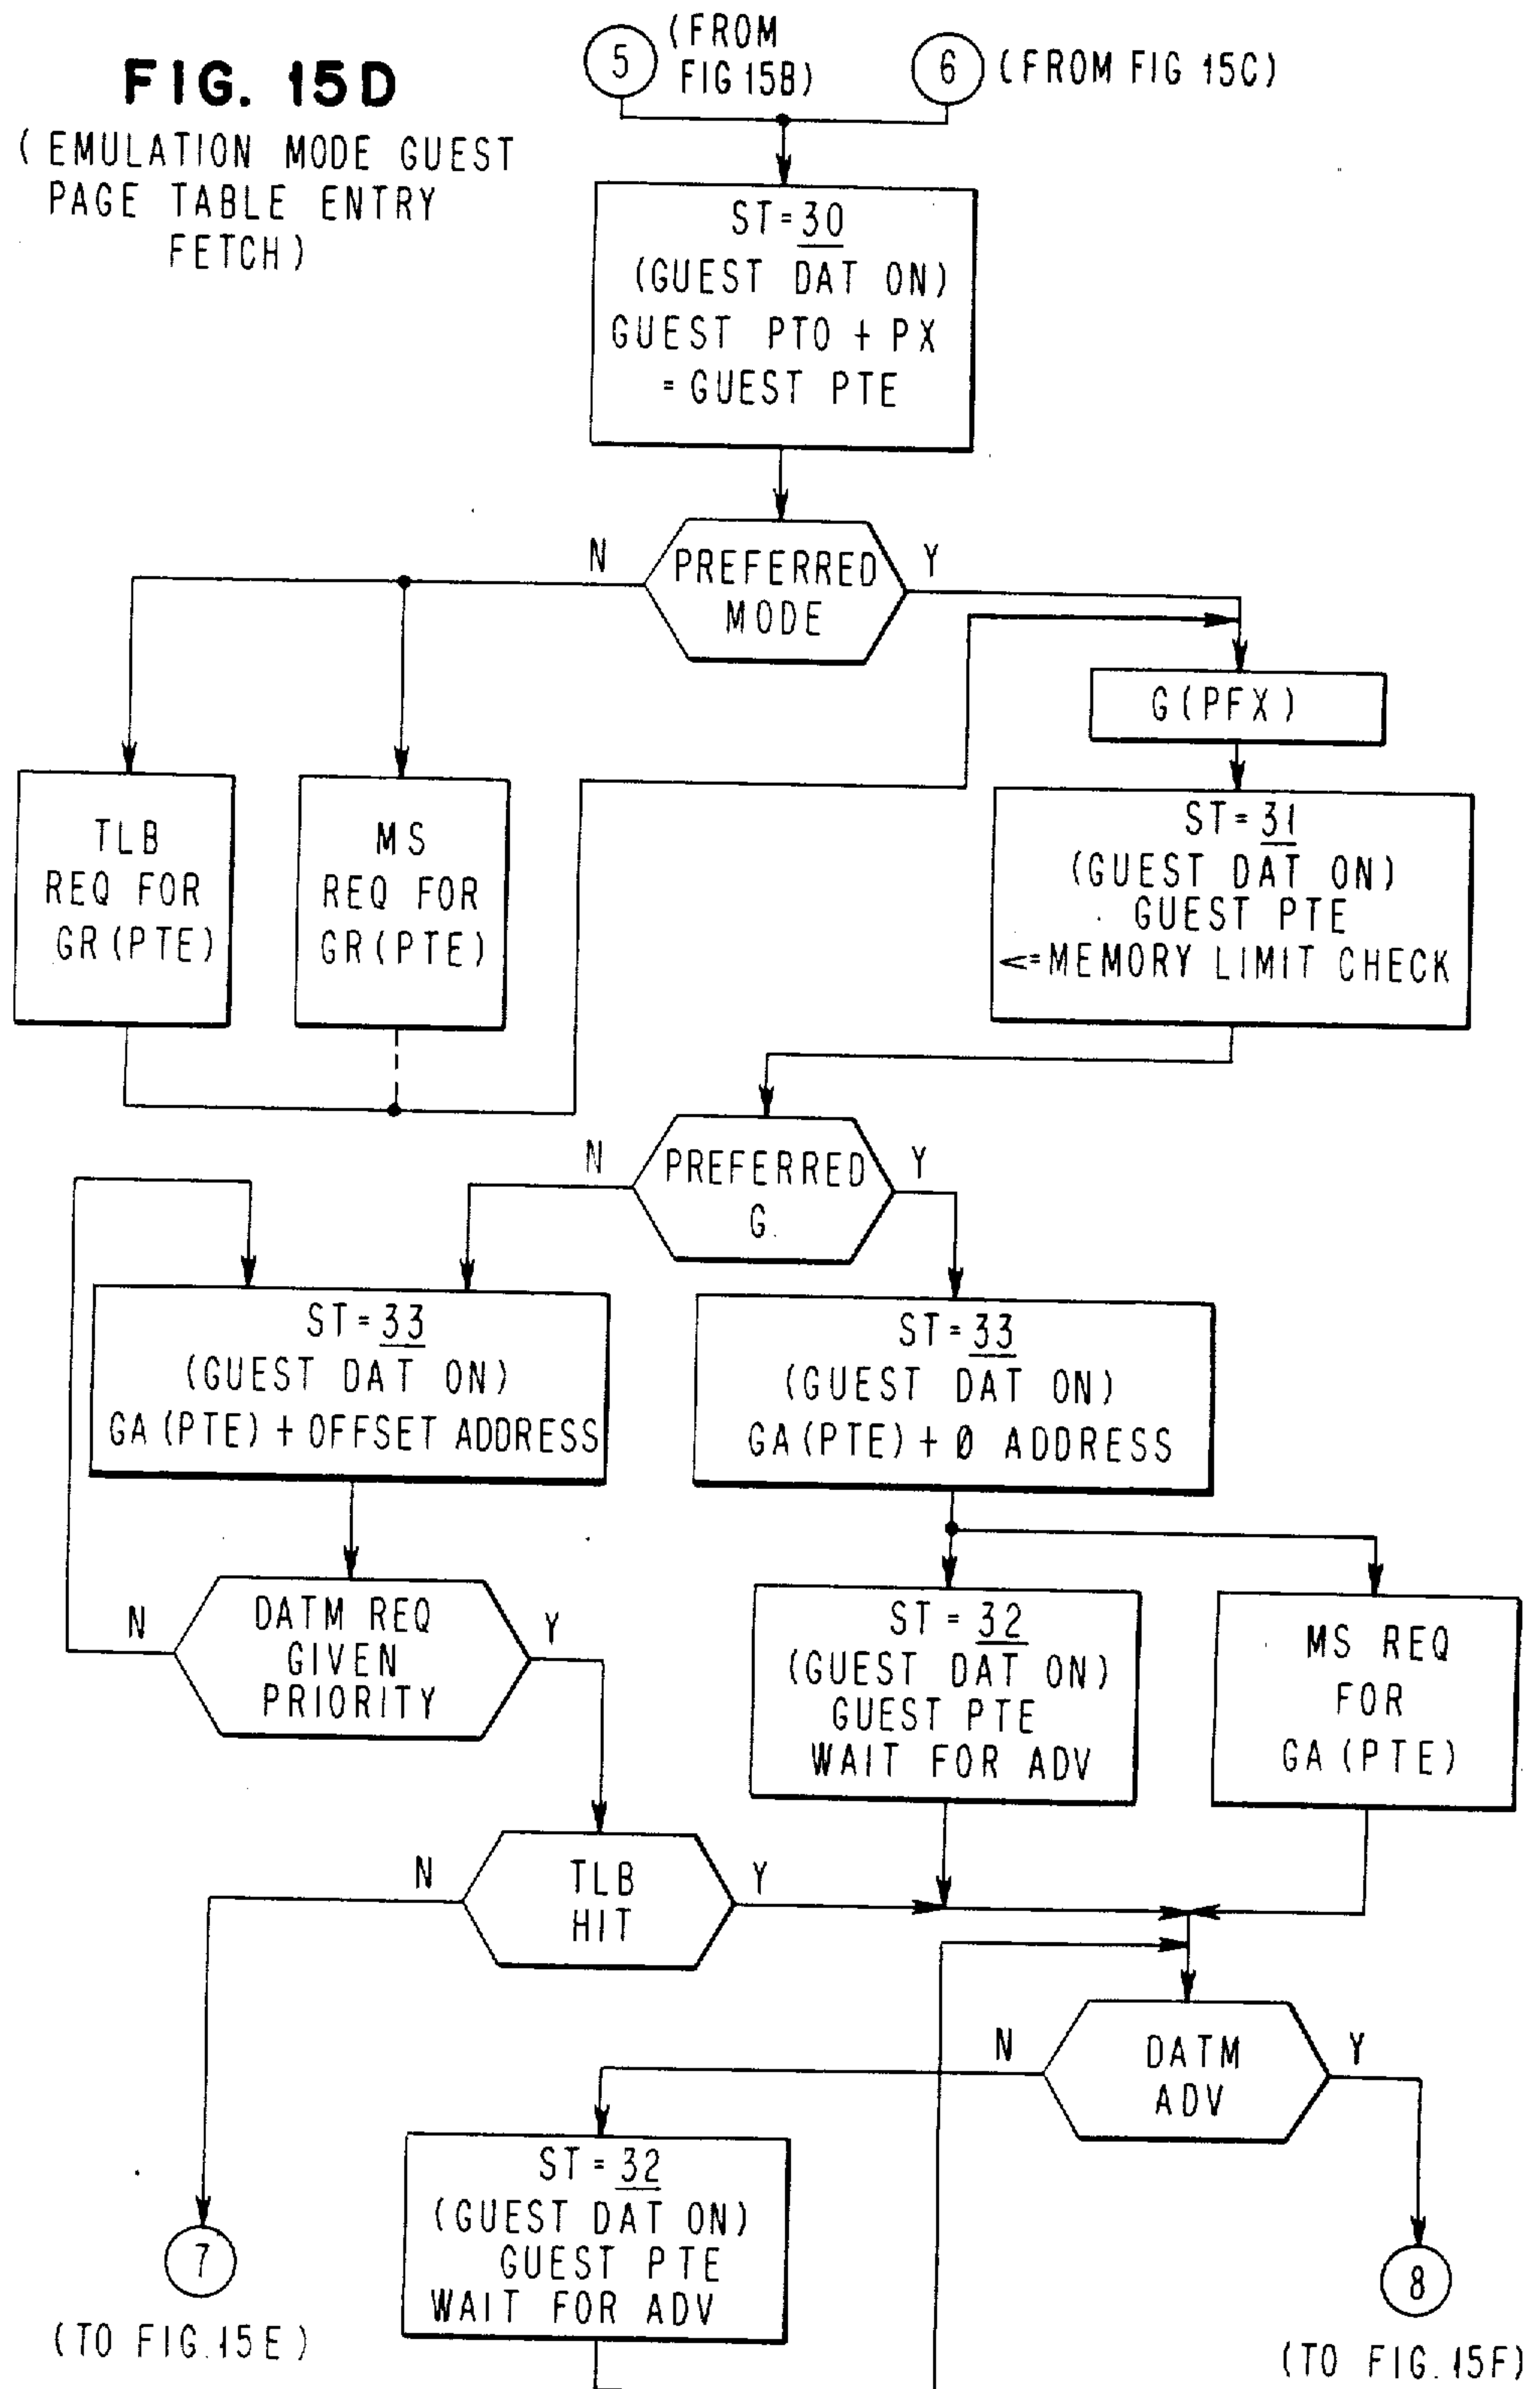 FIG. 15D
(EMULATION MODE GUEST
PAGE TABLE ENTRY
FETCH)
5
(FROM
FIG 15B)
6
(FROM FIG 15C)
ST=30
(GUEST DAT ON)
GUEST PTO + PX
= GUEST PTE
N
PREFERRED
MODE
Y
G(PFX)
TLB
REQ FOR
GR(PTE)
MS
REQ FOR
GR(PTE)
ST=31
(GUEST DAT ON)
GUEST PTE
<=MEMORY LIMIT CHECK
N
PREFERRED
G.
Y
ST=33
(GUEST DAT ON)
GA(PTE)+OFFSET ADDRESS
ST=33
(GUEST DAT ON)
GA(PTE)+Ø ADDRESS
N
DATM REQ
GIVEN
PRIORITY
Y
ST=32
(GUEST DAT ON)
GUEST PTE
WAIT FOR ADV
MS REQ
FOR
GA(PTE)
N
TLB
HIT
Y
N
DATM
ADV
Y
ST=32
(GUEST DAT ON)
GUEST PTE
WAIT FOR ADV
7
(TO FIG.15E)
8
(TO FIG.15F)